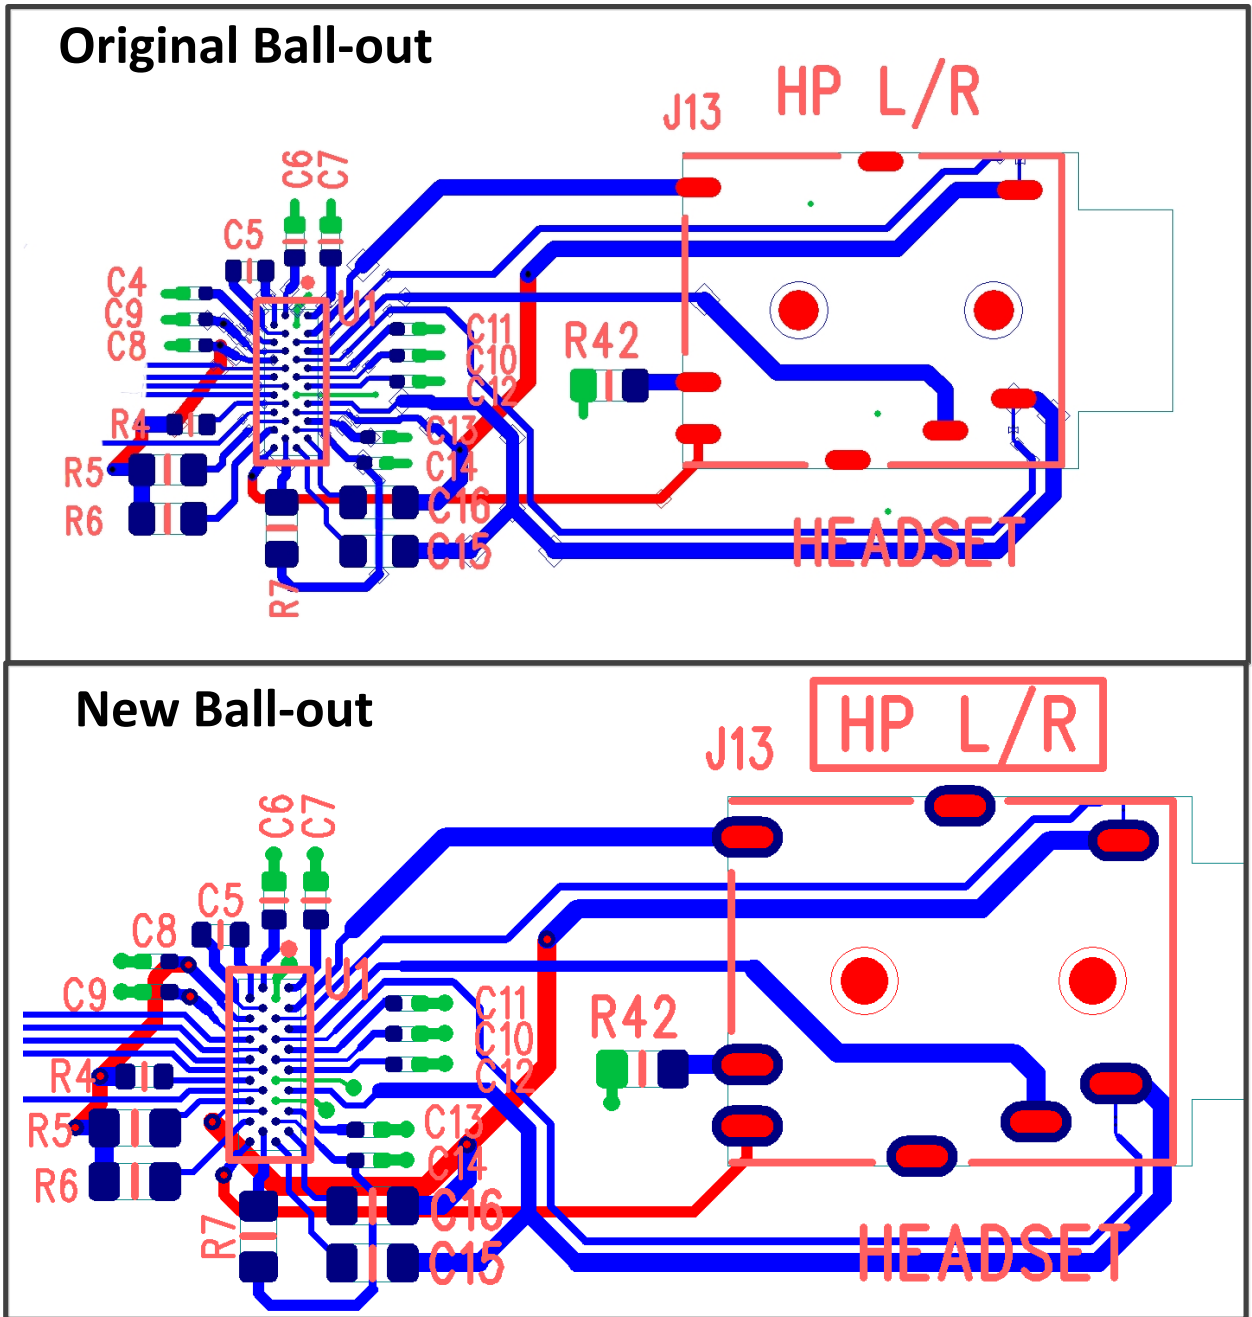 Original Ball-out
HP L/R
J13
C6
C7
C5
C4
C9
C8
U1
C11
C10
C12
R42
R4
C13
C14
R5
R6
C16
C15
R7
HEADSET
New Ball-out
HP L/R
J13
C6
C7
C5
C8
C9
U1
C11
C10
C12
R42
R4
C13
C14
R5
R6
C16
C15
R7
HEADSET